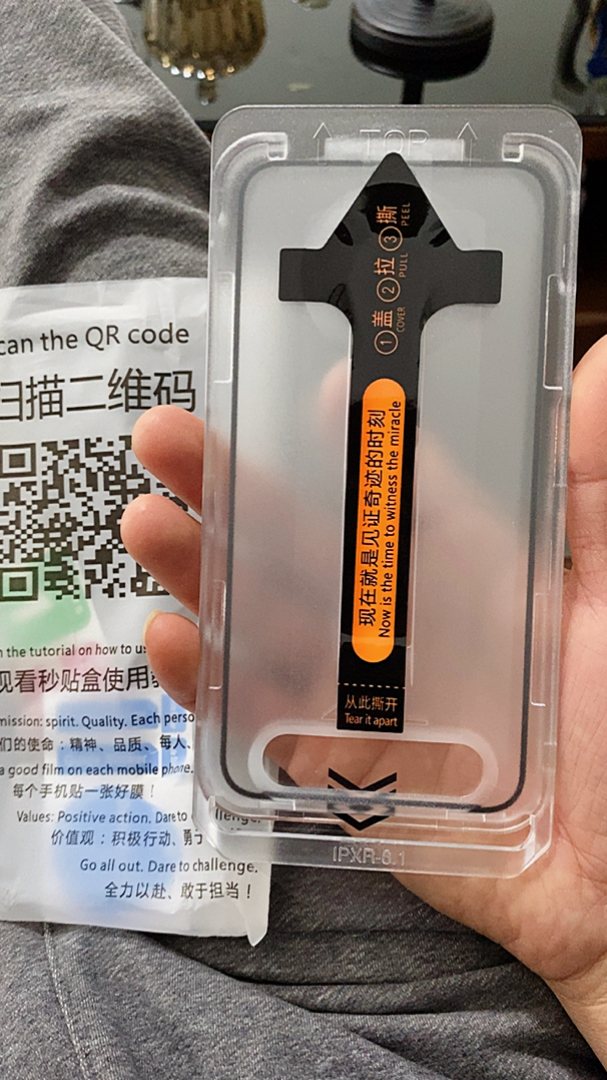 TOP
① 盖 ② 拉 ③ 撕
COVER PULL PEEL
现在就是见证奇迹的时刻
Now is the time to witness the miracle
从此撕开
Tear it apart
IPXR-6.1
can the QR code
扫描二维码
the tutorial on how to us
观看秒贴盒使用
mission: spirit. Quality. Each perso
们的使命：精神、品质、每人、
a good film on each mobile phone.
每个手机贴一张好膜！
Values: Positive action. Dare to challenge.
价值观：积极行动、勇于
Go all out. Dare to challenge.
全力以赴、敢于担当！